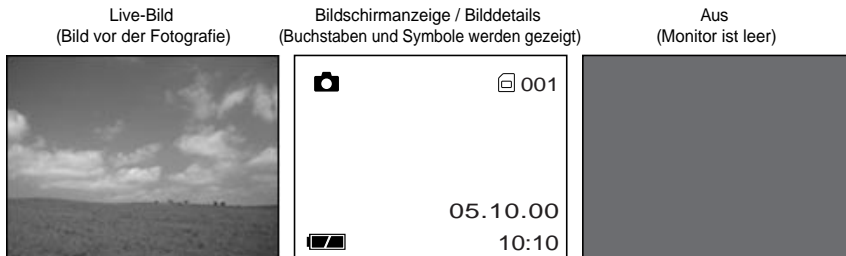 Live-Bild
(Bild vor der Fotografie)
Bildschirmanzeige / Bilddetails
(Buchstaben und Symbole werden gezeigt)
Aus
(Monitor ist leer)
001
05.10.00
10:10